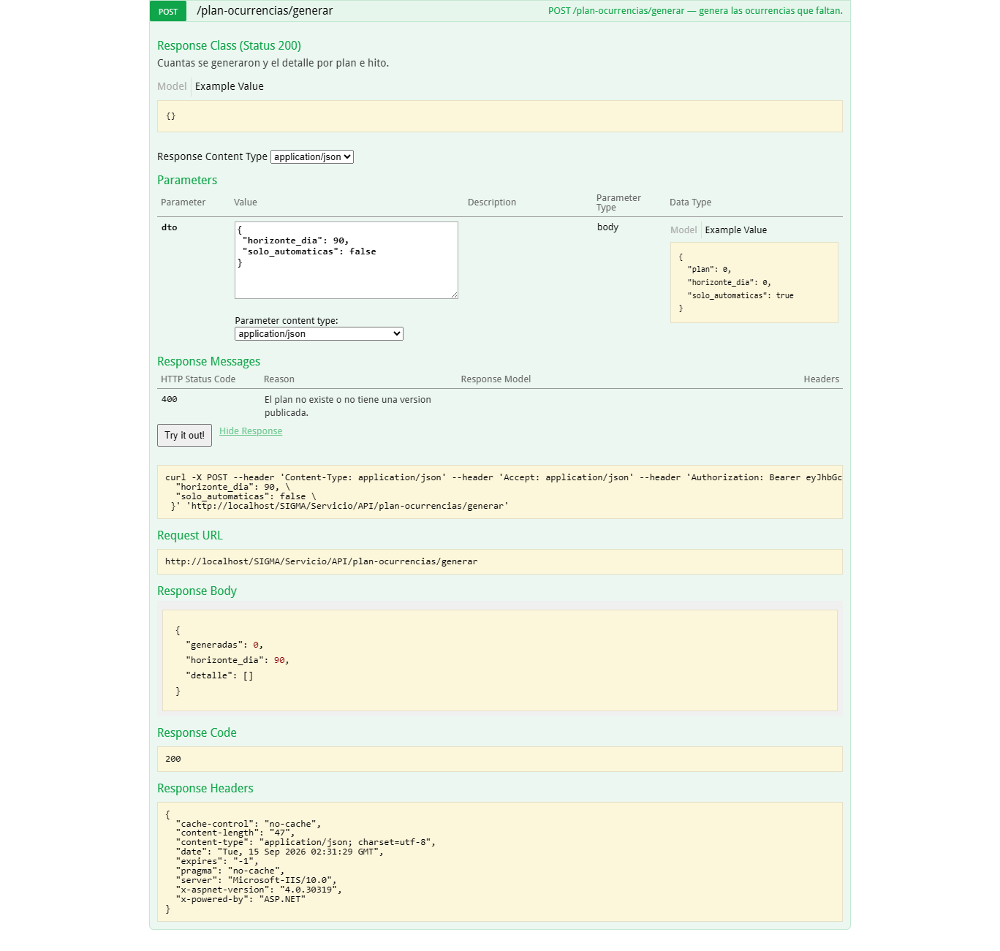 POST /plan-ocurrencias/generar POST /plan-ocurrencias/generar — genera las ocurrencias que faltan.
Response Class (Status 200)
Cuantas se generaron y el detalle por plan e hito.
Model Example Value
{}
Response Content Type application/json
Parameters
Parameter Value Description Parameter Type Data Type
dto
{
"horizonte_dia": 90,
"solo_automaticas": false
}
Parameter content type:
application/json
body
Model Example Value
{
"plan": 0,
"horizonte_dia": 0,
"solo_automaticas": true
}
Response Messages
HTTP Status Code Reason Response Model Headers
400 El plan no existe o no tiene una version
publicada.
Try it out! Hide Response
curl -X POST --header 'Content-Type: application/json' --header 'Accept: application/json' --header 'Authorization: Bearer eyJhbGc
"horizonte_dia": 90, \
"solo_automaticas": false \
}' 'http://localhost/SIGMA/Servicio/API/plan-ocurrencias/generar'
Request URL
http://localhost/SIGMA/Servicio/API/plan-ocurrencias/generar
Response Body
{
"generadas": 0,
"horizonte_dia": 90,
"detalle": []
}
Response Code
200
Response Headers
{
"cache-control": "no-cache",
"content-length": "47",
"content-type": "application/json; charset=utf-8",
"date": "Tue, 15 Sep 2026 02:31:29 GMT",
"expires": "-1",
"pragma": "no-cache",
"server": "Microsoft-IIS/10.0",
"x-aspnet-version": "4.0.30319",
"x-powered-by": "ASP.NET"
}